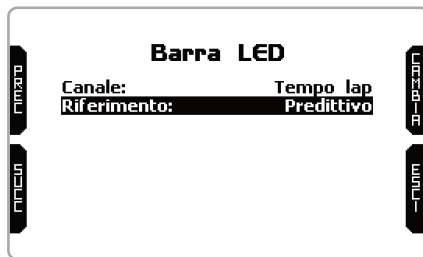 Barra LED
PREC
CAMBIA
Canale: Tempo lap
Riferimento: Predittivo
SUCC
ESCI